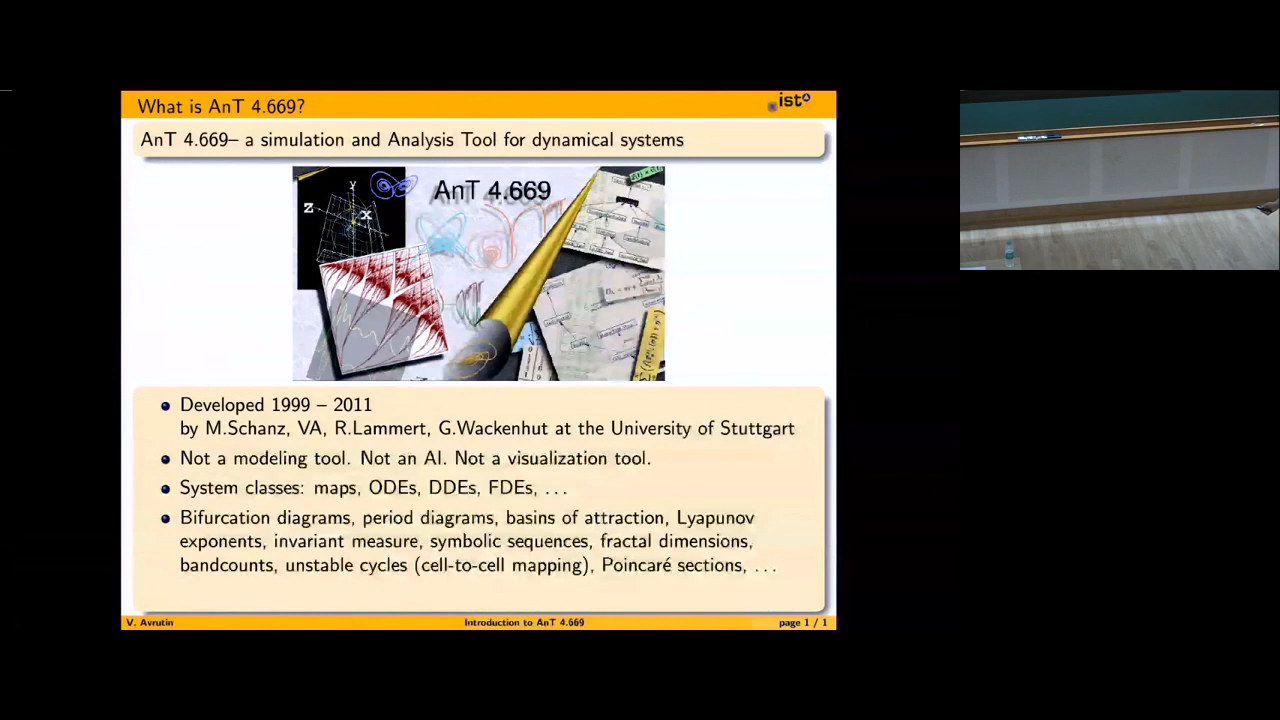 What is AnT 4.669?
ist
AnT 4.669– a simulation and Analysis Tool for dynamical systems
AnT 4.669
Y
Z
X
Developed 1999 – 2011
by M.Schanz, VA, R.Lammert, G.Wackenhut at the University of Stuttgart
Not a modeling tool. Not an AI. Not a visualization tool.
System classes: maps, ODEs, DDEs, FDEs, ...
Bifurcation diagrams, period diagrams, basins of attraction, Lyapunov
exponents, invariant measure, symbolic sequences, fractal dimensions,
bandcounts, unstable cycles (cell-to-cell mapping), Poincaré sections, ...
V. Avrutin
Introduction to AnT 4.669
page 1 / 1